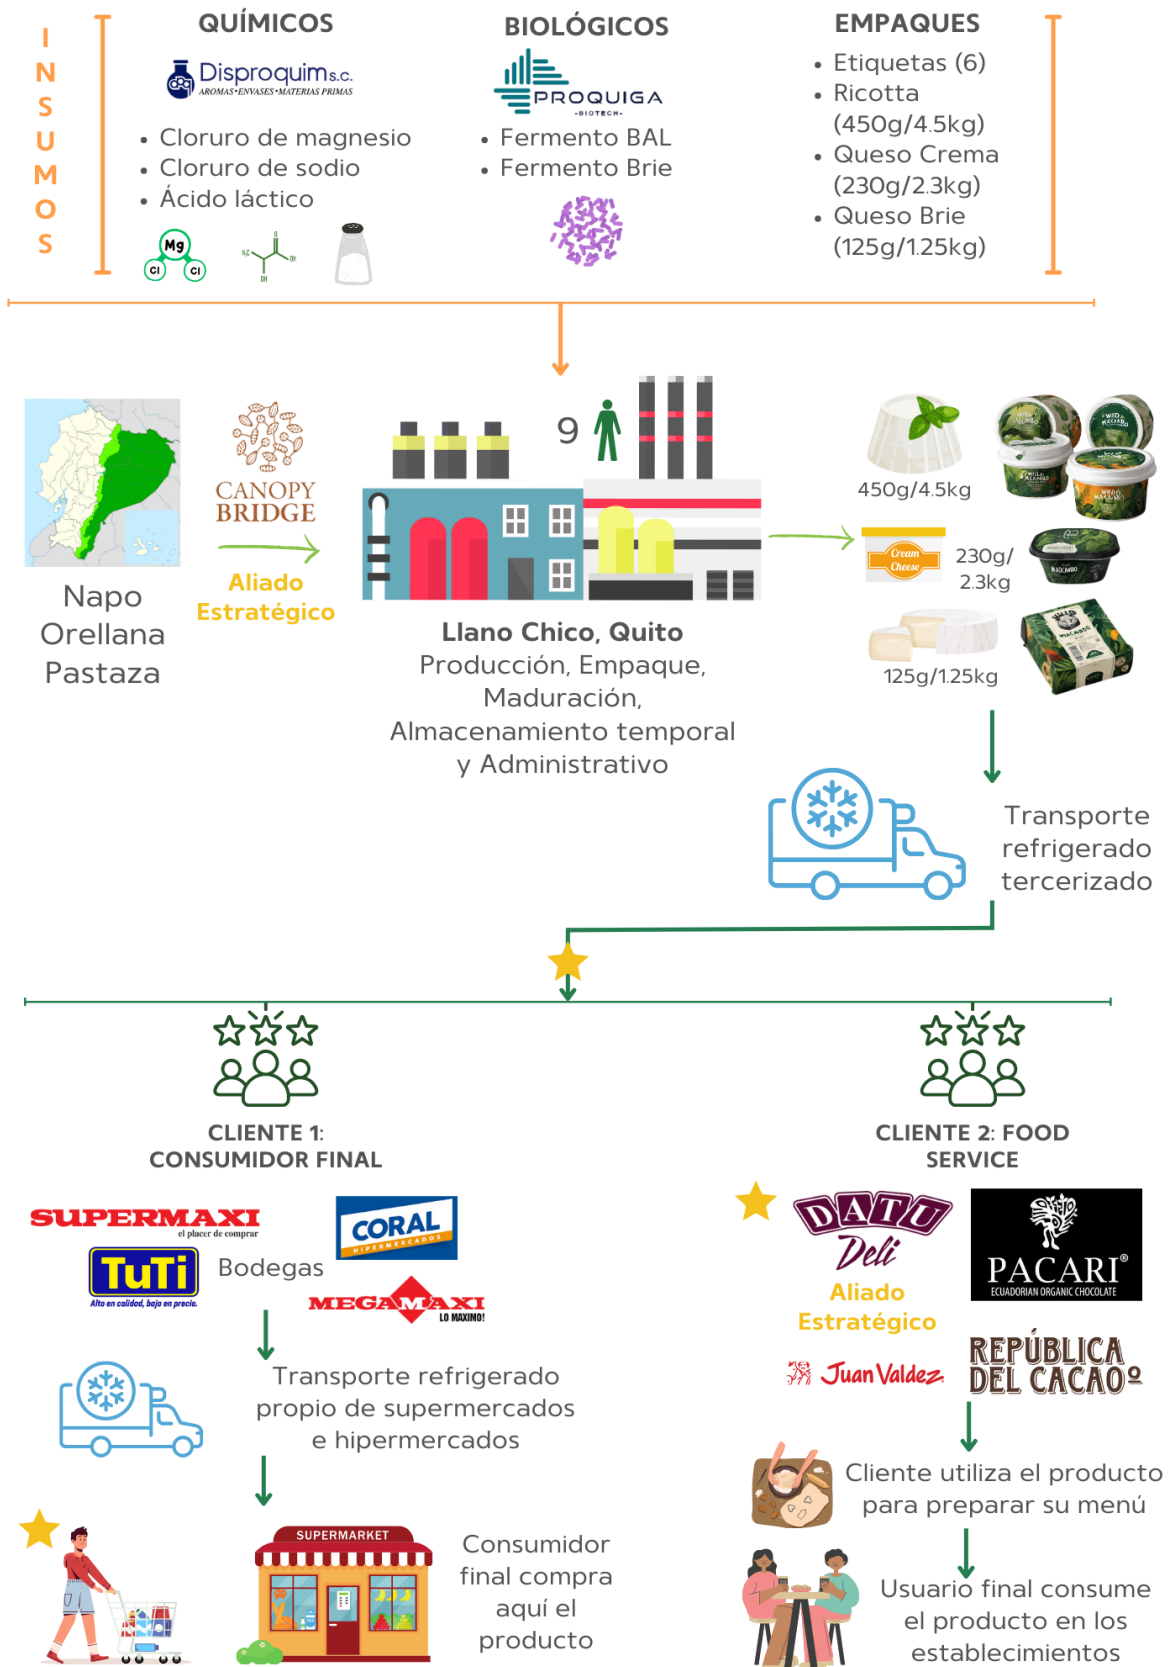 INSUMOS
QUÍMICOS
Disproquim s.c.
AROMAS•ENVASES•MATERIAS PRIMAS
• Cloruro de magnesio
• Cloruro de sodio
• Ácido láctico
Mg
Cl
Cl
BIOLÓGICOS
PROQUIGA
•BIOTECH•
• Fermento BAL
• Fermento Brie
EMPAQUES
• Etiquetas (6)
• Ricotta
(450g/4.5kg)
• Queso Crema
(230g/2.3kg)
• Queso Brie
(125g/1.25kg)
Napo
Orellana
Pastaza
CANOPY
BRIDGE
Aliado
Estratégico
9
Llano Chico, Quito
Producción, Empaque,
Maduración,
Almacenamiento temporal
y Administrativo
450g/4.5kg
Cream
Cheese
230g/
2.3kg
125g/1.25kg
MACAMBO
Transporte
refrigerado
tercerizado
CLIENTE 1:
CONSUMIDOR FINAL
SUPERMAXI
el placer de comprar
CORAL
HIPERMERCADOS
TuTi
Alto en calidad, bajo en precio.
Bodegas
MEGAMAXI
LO MAXIMO!
Transporte refrigerado
propio de supermercados
e hipermercados
SUPERMARKET
Consumidor
final compra
aquí el
producto
CLIENTE 2: FOOD
SERVICE
DATU
Deli
Aliado
Estratégico
PACARI®
ECUADORIAN ORGANIC CHOCOLATE
Juan Valdez
REPÚBLICA
DEL CACAO
Cliente utiliza el producto
para preparar su menú
Usuario final consume
el producto en los
establecimientos